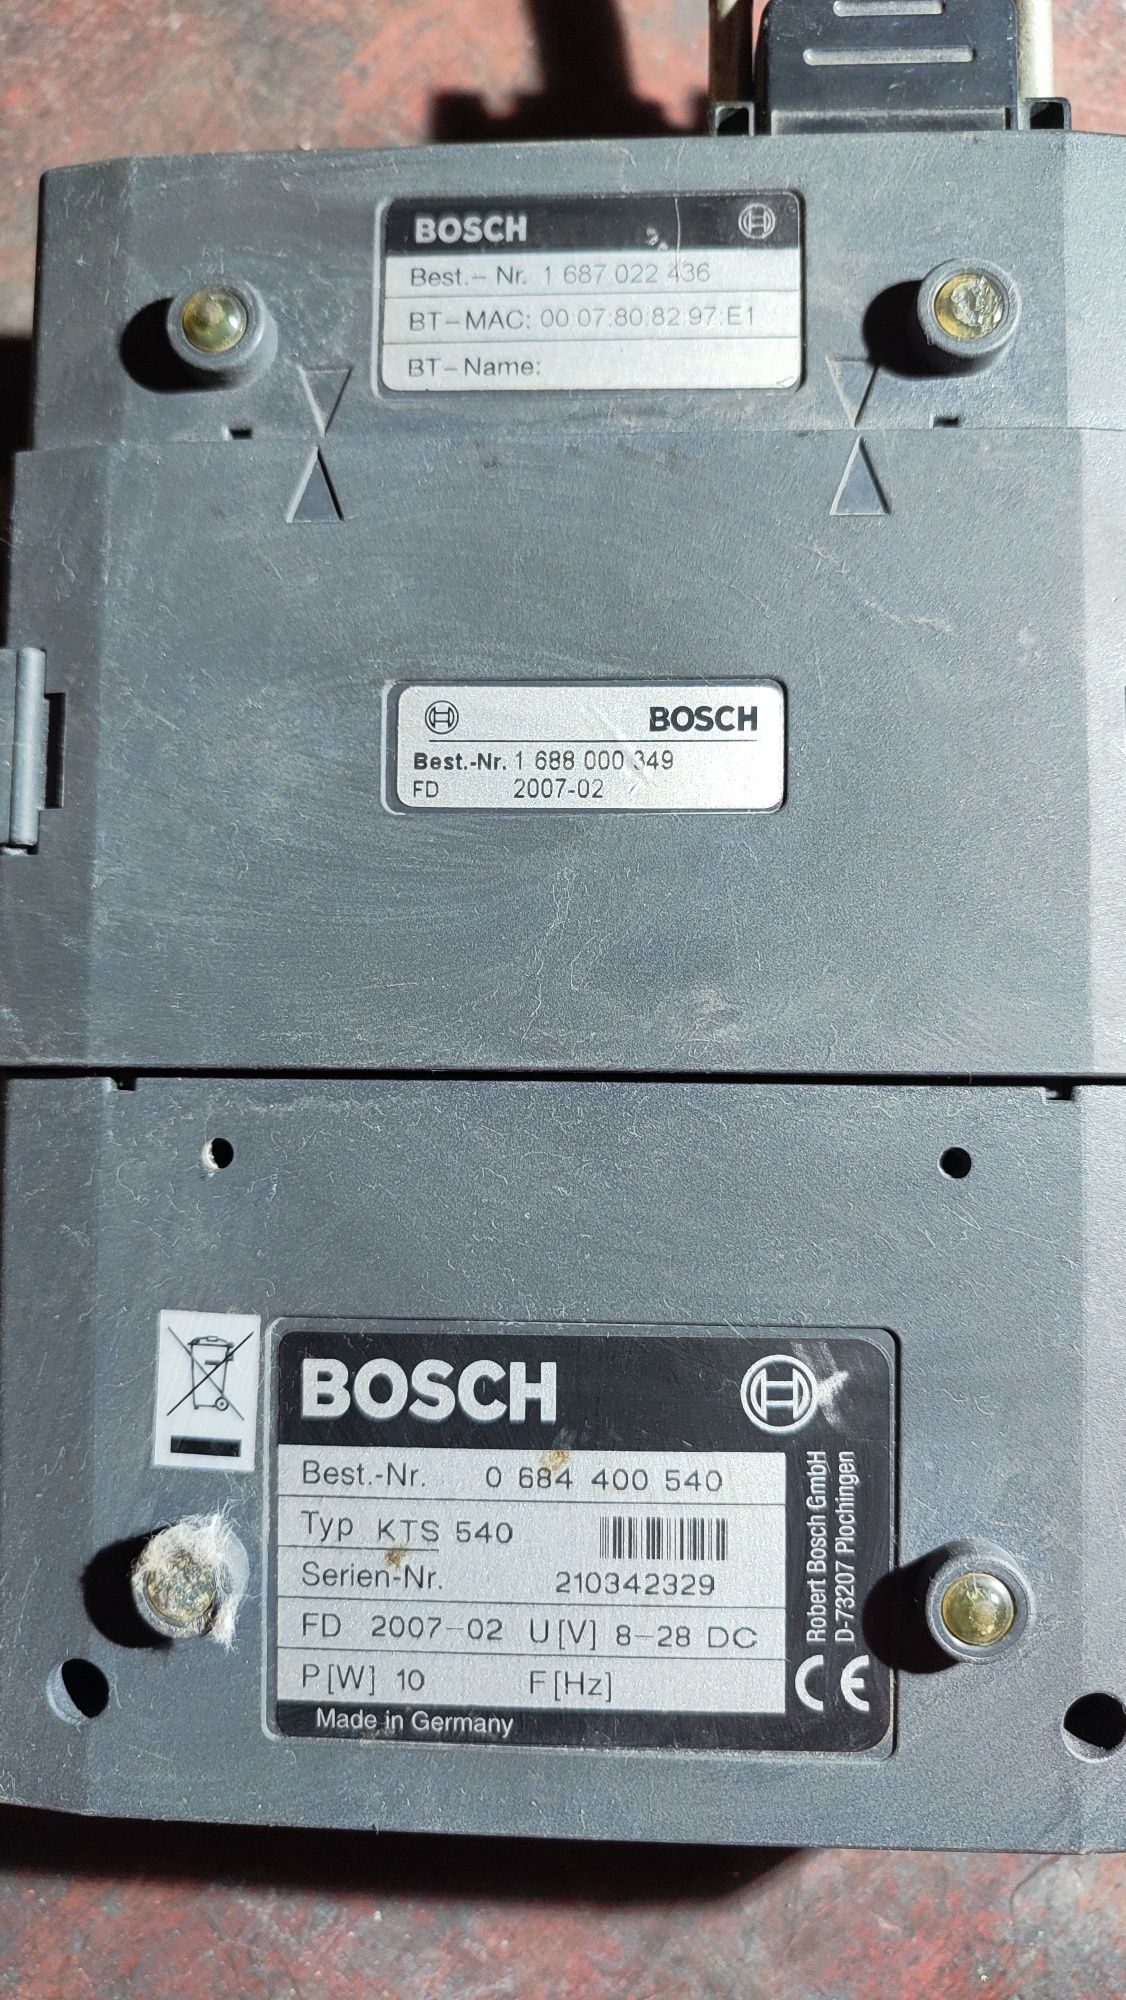 BOSCH
Best.- Nr. 1 687 022 436
BT-MAC: 00:07:80:82:97:E1
BT-Name:
BOSCH
Best.-Nr. 1 688 000 349
FD 2007-02
BOSCH
Best.-Nr. 0 684 400 540
Typ KTS 540
Serien-Nr. 210342329
FD 2007-02 U[V] 8-28 DC
P[W] 10 F[Hz]
Made in Germany
Robert Bosch GmbH
D-73207 Plochingen
CE